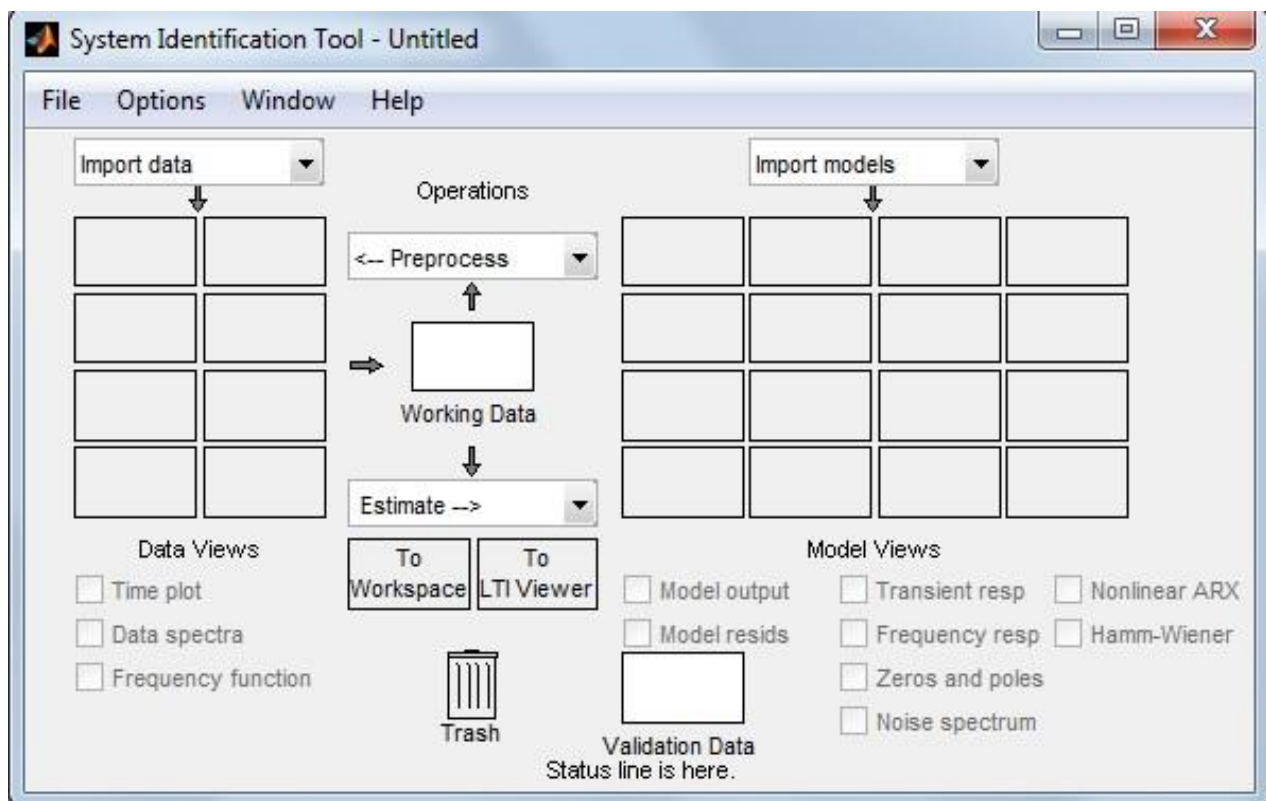 System Identification Tool - Untitled
File Options Window Help
Import data
Import models
Operations
<-- Preprocess
Working Data
Estimate -->
Data Views
Model Views
To
Workspace
To
LTI Viewer
Time plot
Data spectra
Frequency function
Model output
Model resids
Transient resp
Frequency resp
Zeros and poles
Noise spectrum
Nonlinear ARX
Hamm-Wiener
Trash
Validation Data
Status line is here.